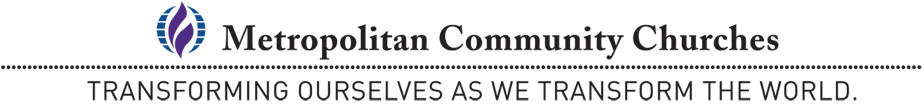 Metropolitan Community Churches
TRANSFORMING OURSELVES AS WE TRANSFORM THE WORLD.